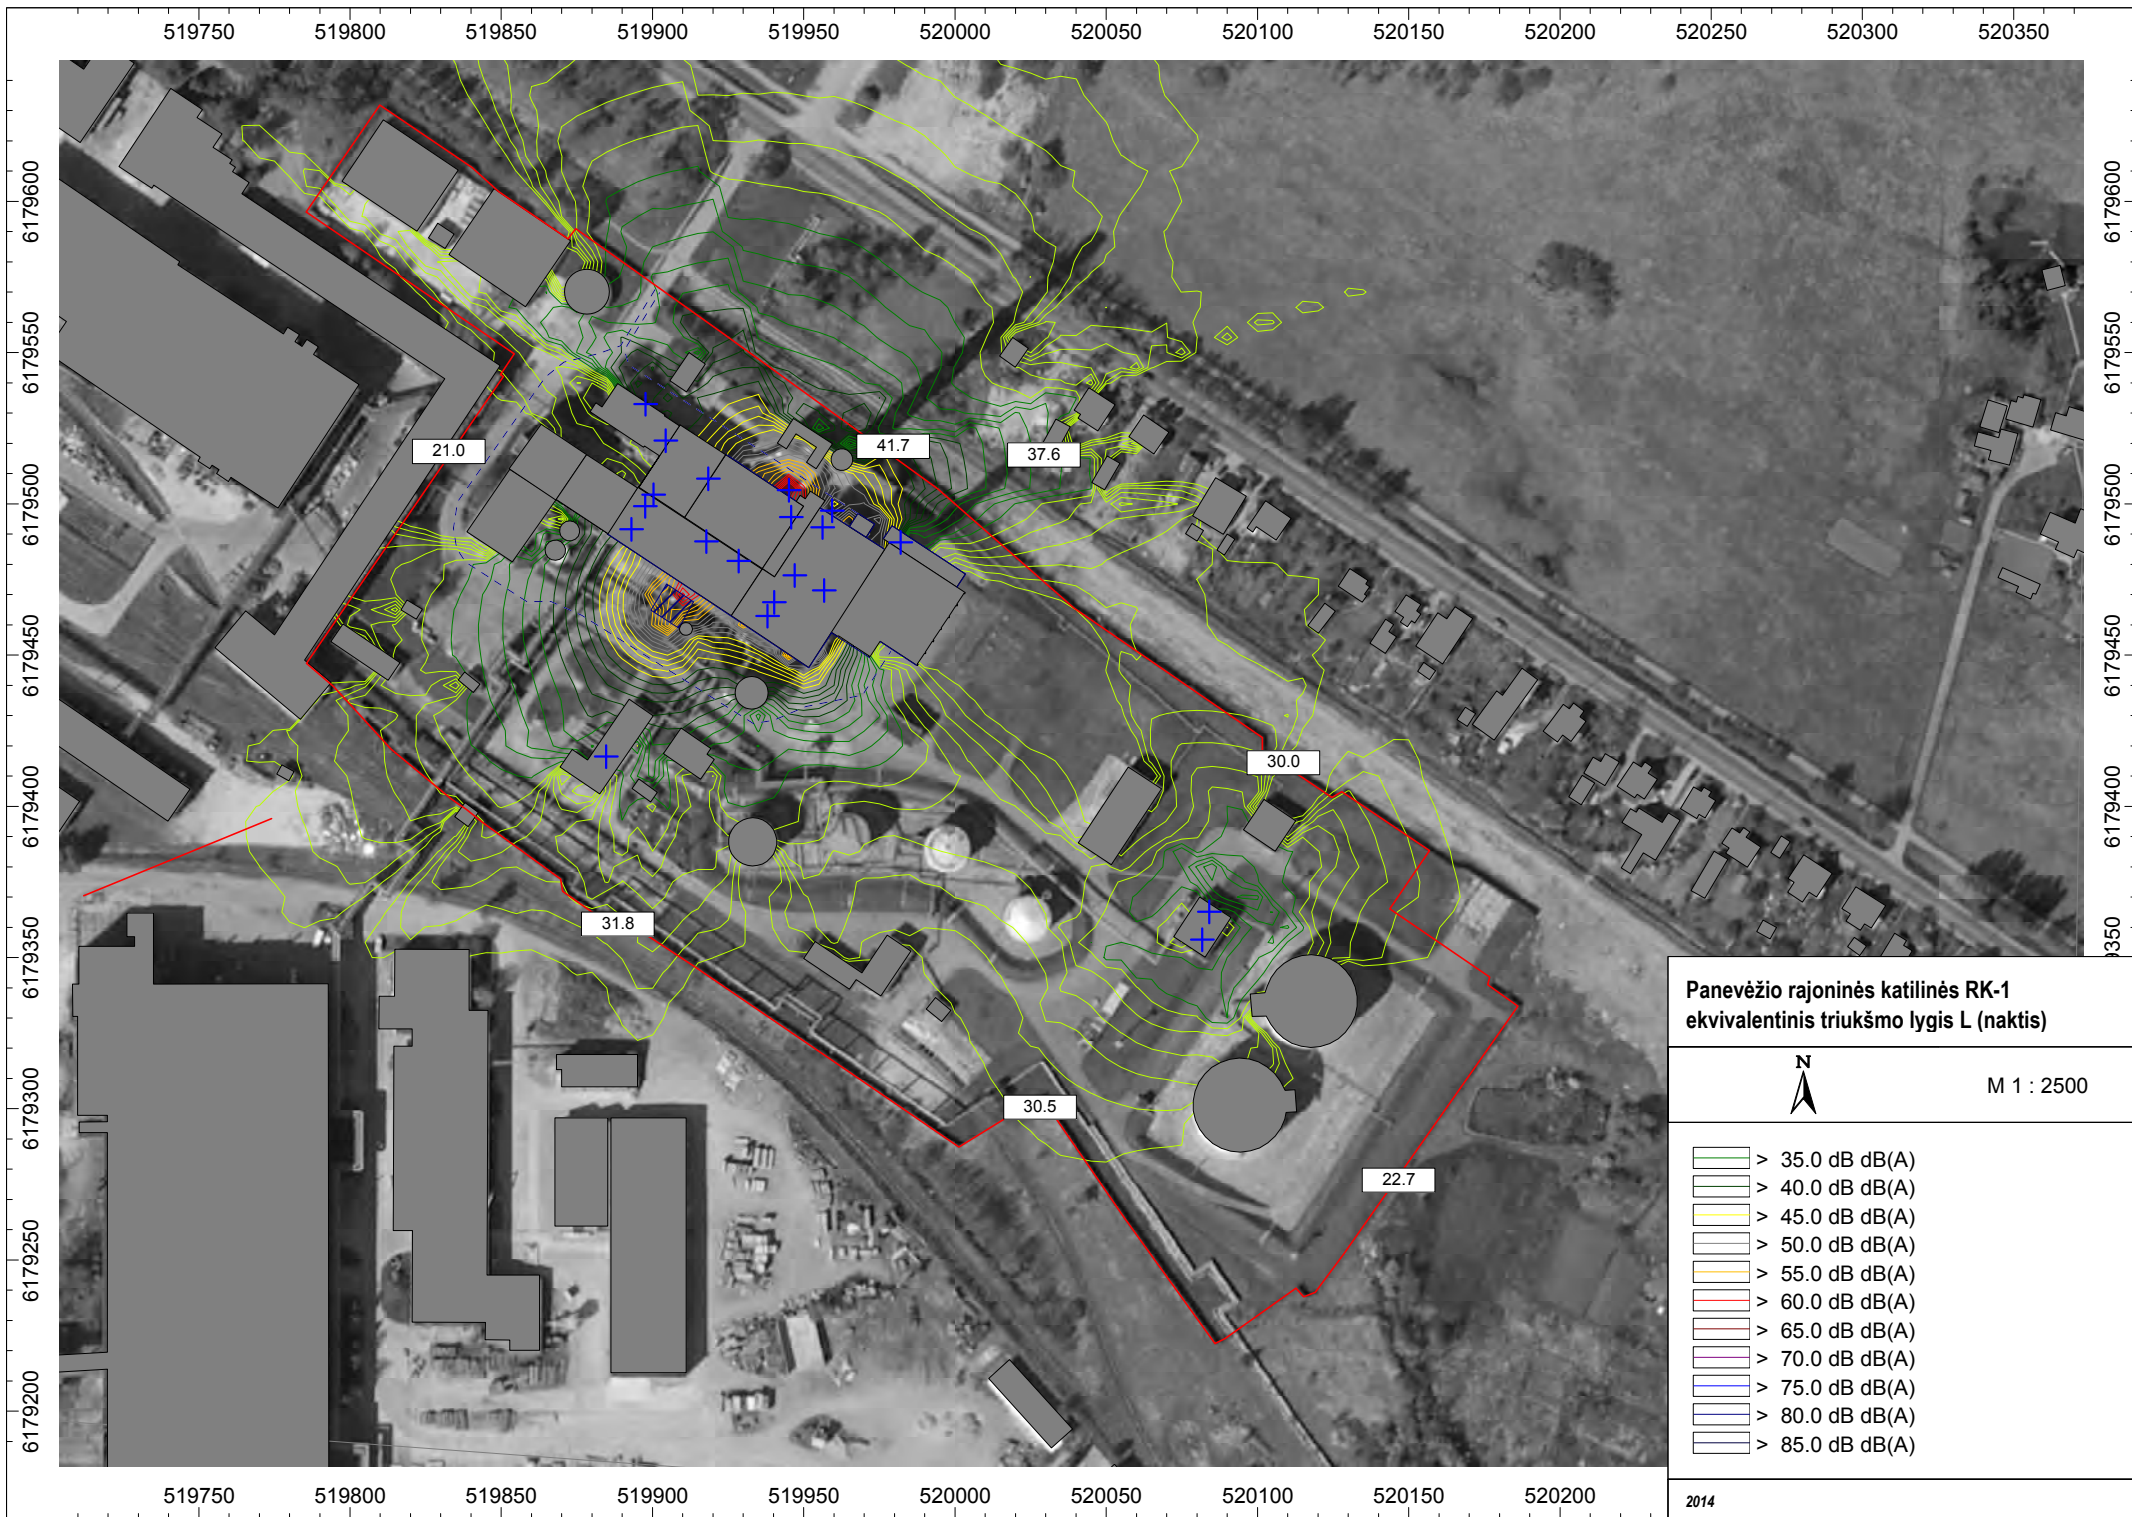 519750 519800 519850 519900 519950 520000 520050 520100 520150 520200 520250 520300 520350
6179600 6179550 6179500 6179450 6179400 6179350 6179300 6179250 6179200
6179600 6179550 6179500 6179450 6179400
21.0
41.7
37.6
30.0
31.8
30.5
22.7
Panevėžio rajoninės katilinės RK-1
ekvivalentinis triukšmo lygis L (naktis)
N
M 1 : 2500
> 35.0 dB dB(A)
> 40.0 dB dB(A)
> 45.0 dB dB(A)
> 50.0 dB dB(A)
> 55.0 dB dB(A)
> 60.0 dB dB(A)
> 65.0 dB dB(A)
> 70.0 dB dB(A)
> 75.0 dB dB(A)
> 80.0 dB dB(A)
> 85.0 dB dB(A)
2014
519750 519800 519850 519900 519950 520000 520050 520100 520150 520200